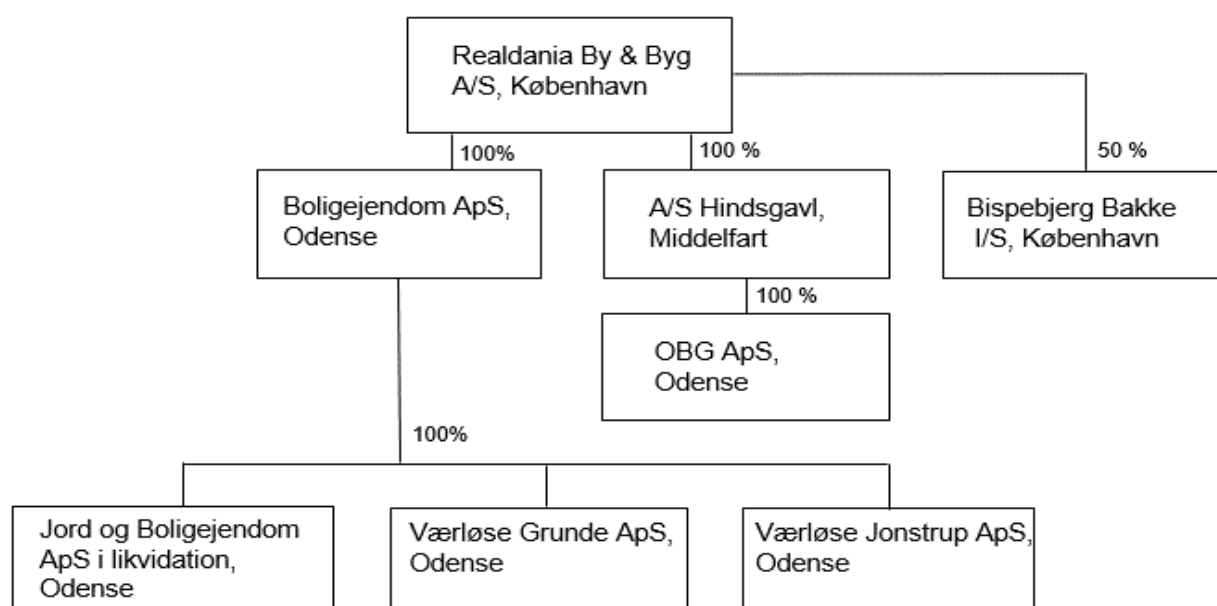 Realdania By & Byg
A/S, København
100%
100 %
50 %
Boligejendom ApS,
Odense
A/S Hindsgavl,
Middelfart
Bispebjerg Bakke
I/S, København
100 %
OBG ApS,
Odense
100%
Jord og Boligejendom
ApS i likvidation,
Odense
Værløse Grunde ApS,
Odense
Værløse Jonstrup ApS,
Odense